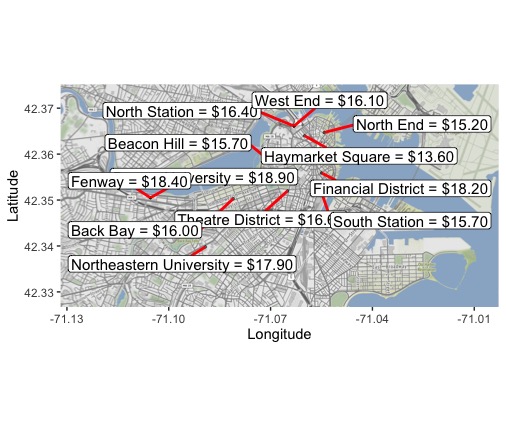 West End = $16.10
North Station = $16.40
North End = $15.20
Beacon Hill = $15.70
Haymarket Square = $13.60
Fenway = $18.40
ersity = $18.90
Financial District = $18.20
Theatre District = $16.6
South Station = $15.70
Back Bay = $16.00
Northeastern University = $17.90
42.37
42.36
42.35
42.34
42.33
Latitude
-71.13
-71.10
-71.07
-71.04
-71.01
Longitude